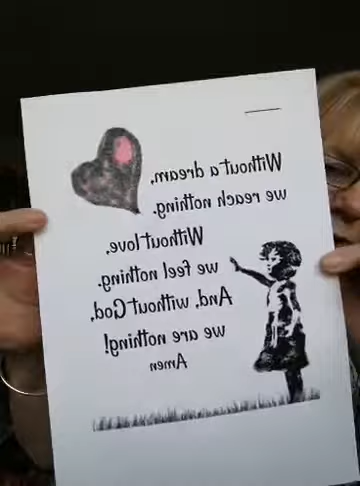 Without a dream,
we reach nothing.
Without love,
we feel nothing.
And, without God,
we are nothing!
Amen